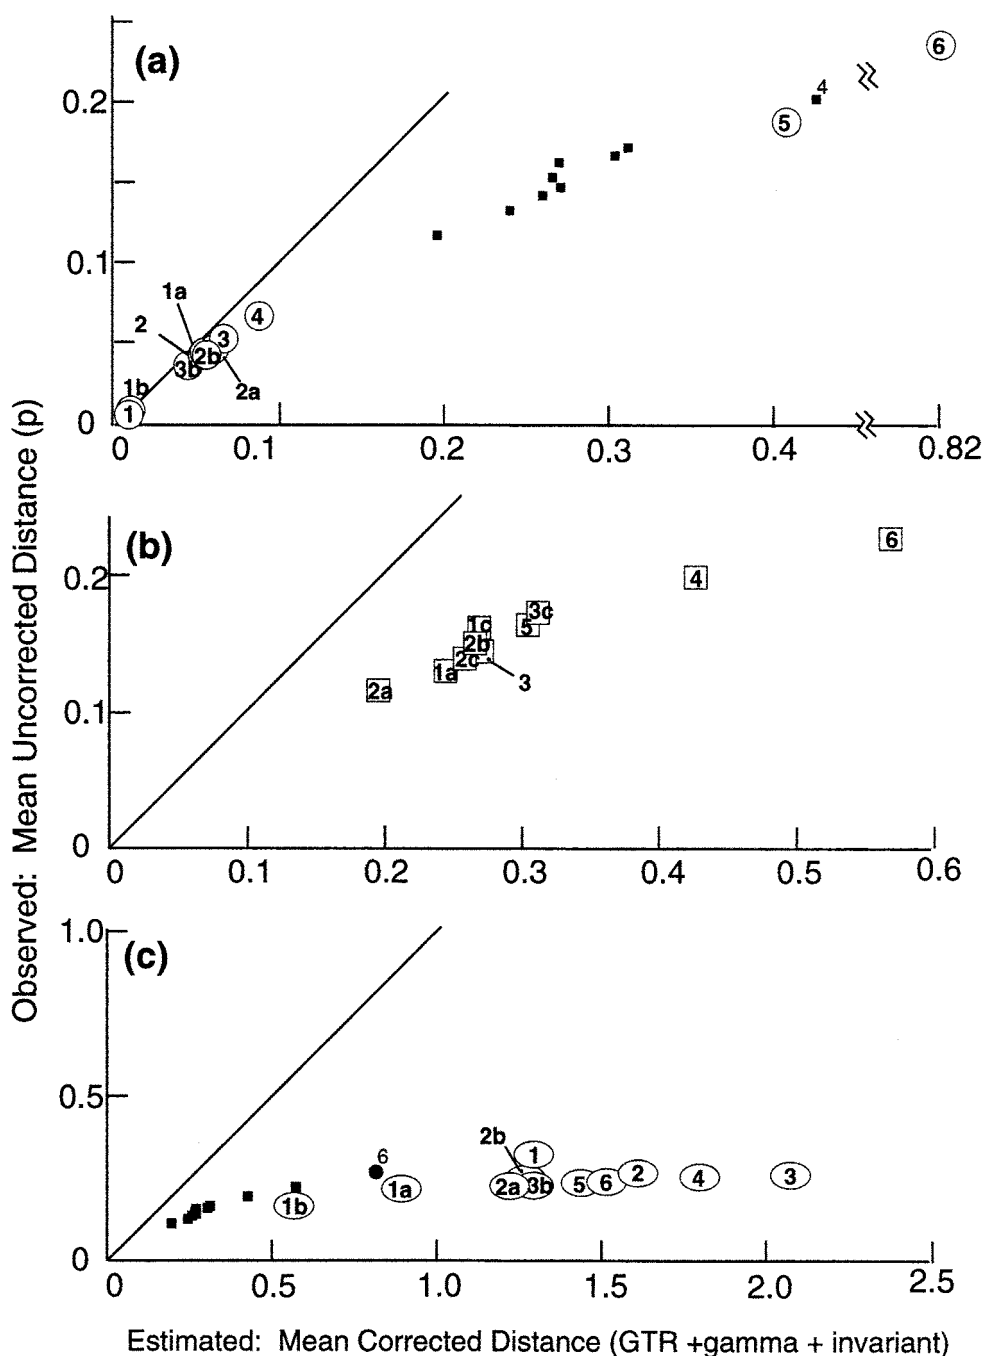 Observed: Mean Uncorrected Distance (p)
(a)
6
4
5
0.2
0.1
1a
4
2
3
2b
3b
2a
1b
1
0
0 0.1 0.2 0.3 0.4 0.82
(b)
6
0.2
4
3c
1c
5
2b
2c
1a
3
2a
0.1
0
0 0.1 0.2 0.3 0.4 0.5 0.6
1.0
(c)
0.5
2b
6
1
1b 1a 2a 3b 5 6 2 4 3
0
0 0.5 1.0 1.5 2.0 2.5
Estimated: Mean Corrected Distance (GTR +gamma + invariant)